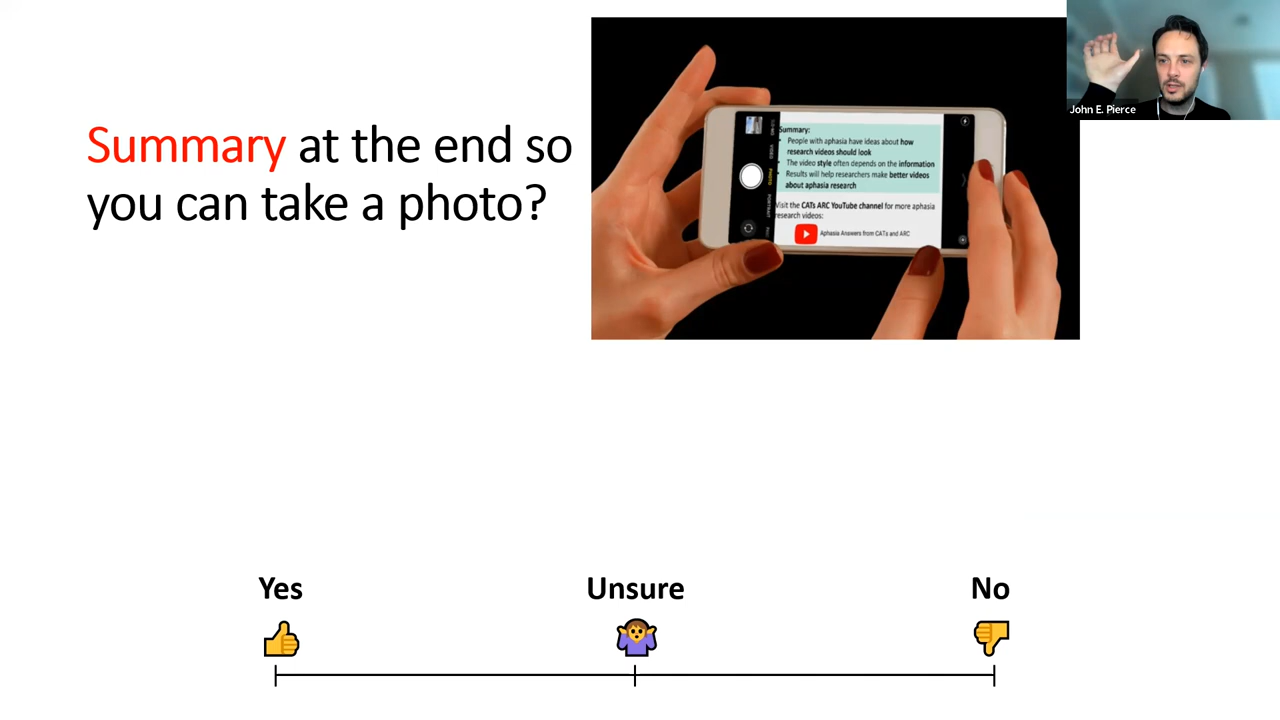 Summary at the end so
you can take a photo?
John E. Pierce
Summary:
People with aphasia have ideas about how
research videos should look
The video style often depends on the information
Results will help researchers make better videos
about aphasia research
Visit the CATs ARC YouTube channel for more aphasia
research videos:
Aphasia Answers from CATs and ARC
VIDEO
PHOTO
PORTRAIT
Yes
Unsure
No